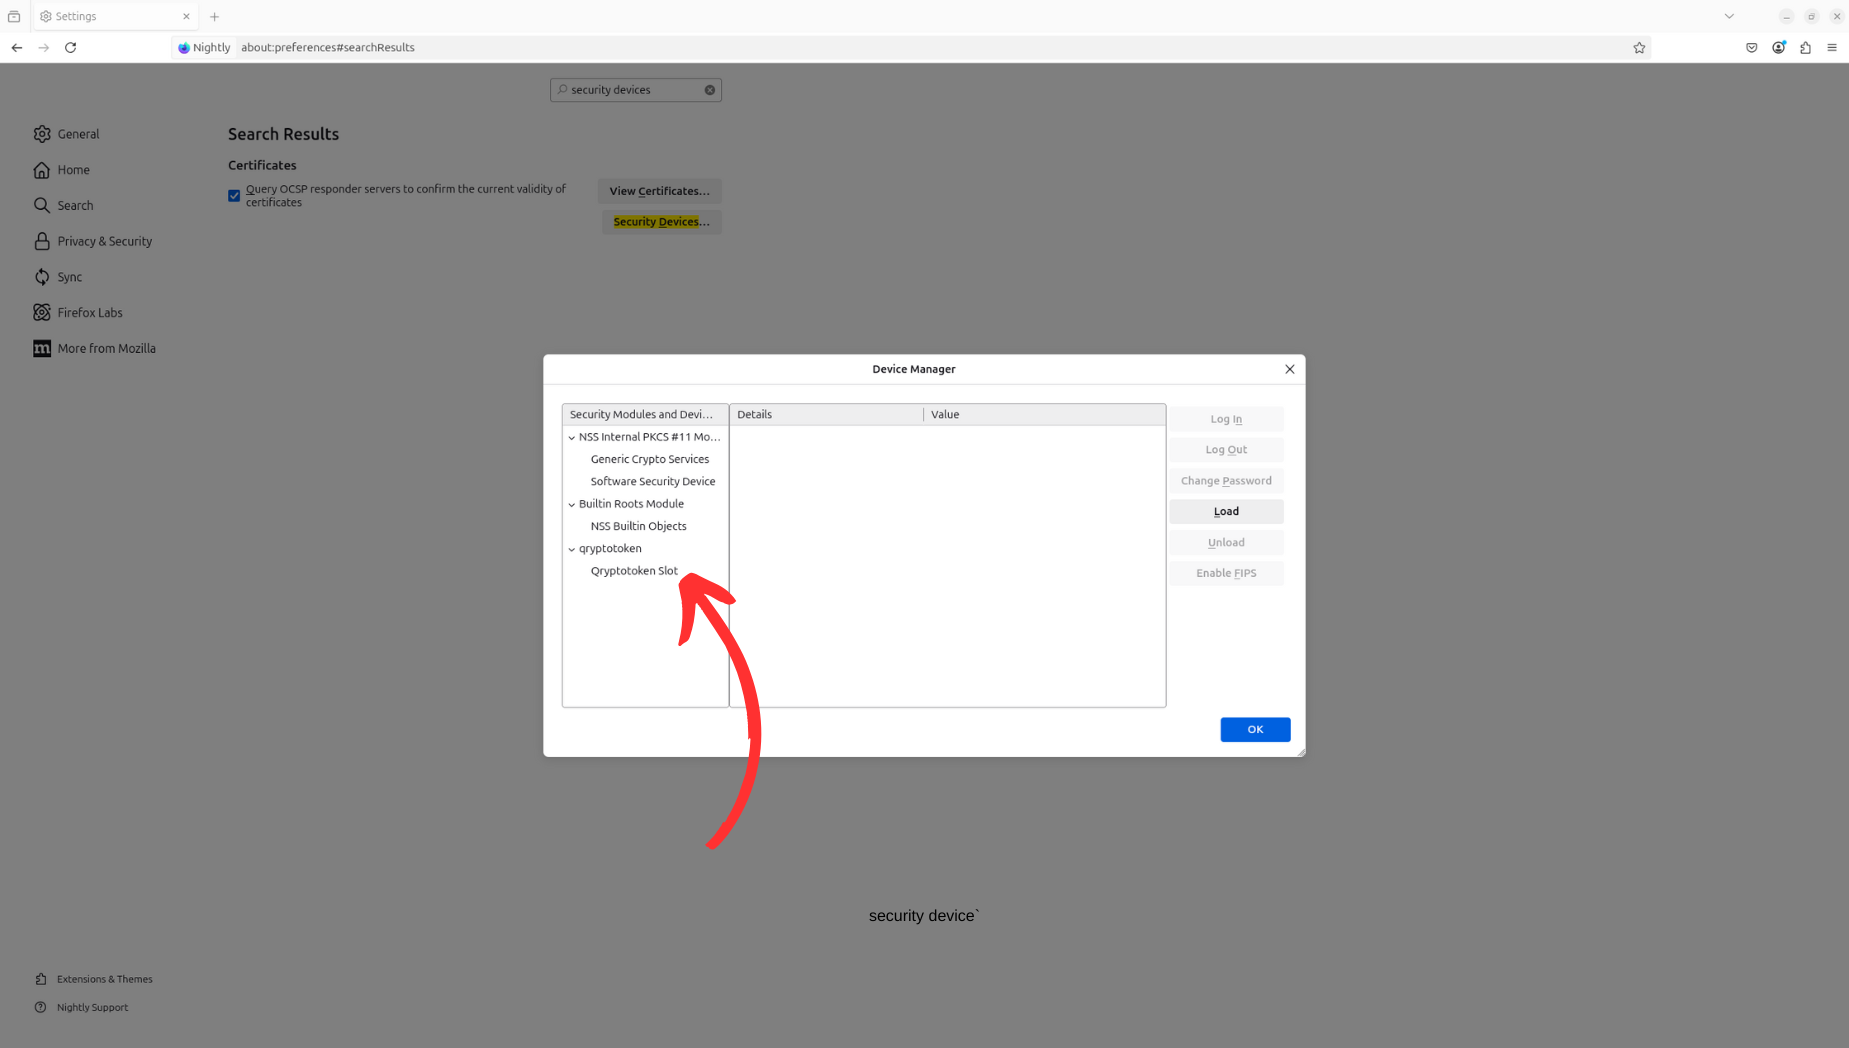 Settings
Nightly
about:preferences#searchResults
security devices
General
Home
Search
Privacy & Security
Sync
Firefox Labs
More from Mozilla
Extensions & Themes
Nightly Support
Search Results
Certificates
Query OCSP responder servers to confirm the current validity of
certificates
View Certificates...
Security Devices...
Device Manager
Security Modules and Devi...
Details
Value
NSS Internal PKCS #11 Mo...
Generic Crypto Services
Software Security Device
Builtin Roots Module
NSS Builtin Objects
qryptotoken
Qryptotoken Slot
Log In
Log Out
Change Password
Load
Unload
Enable FIPS
OK
security device`